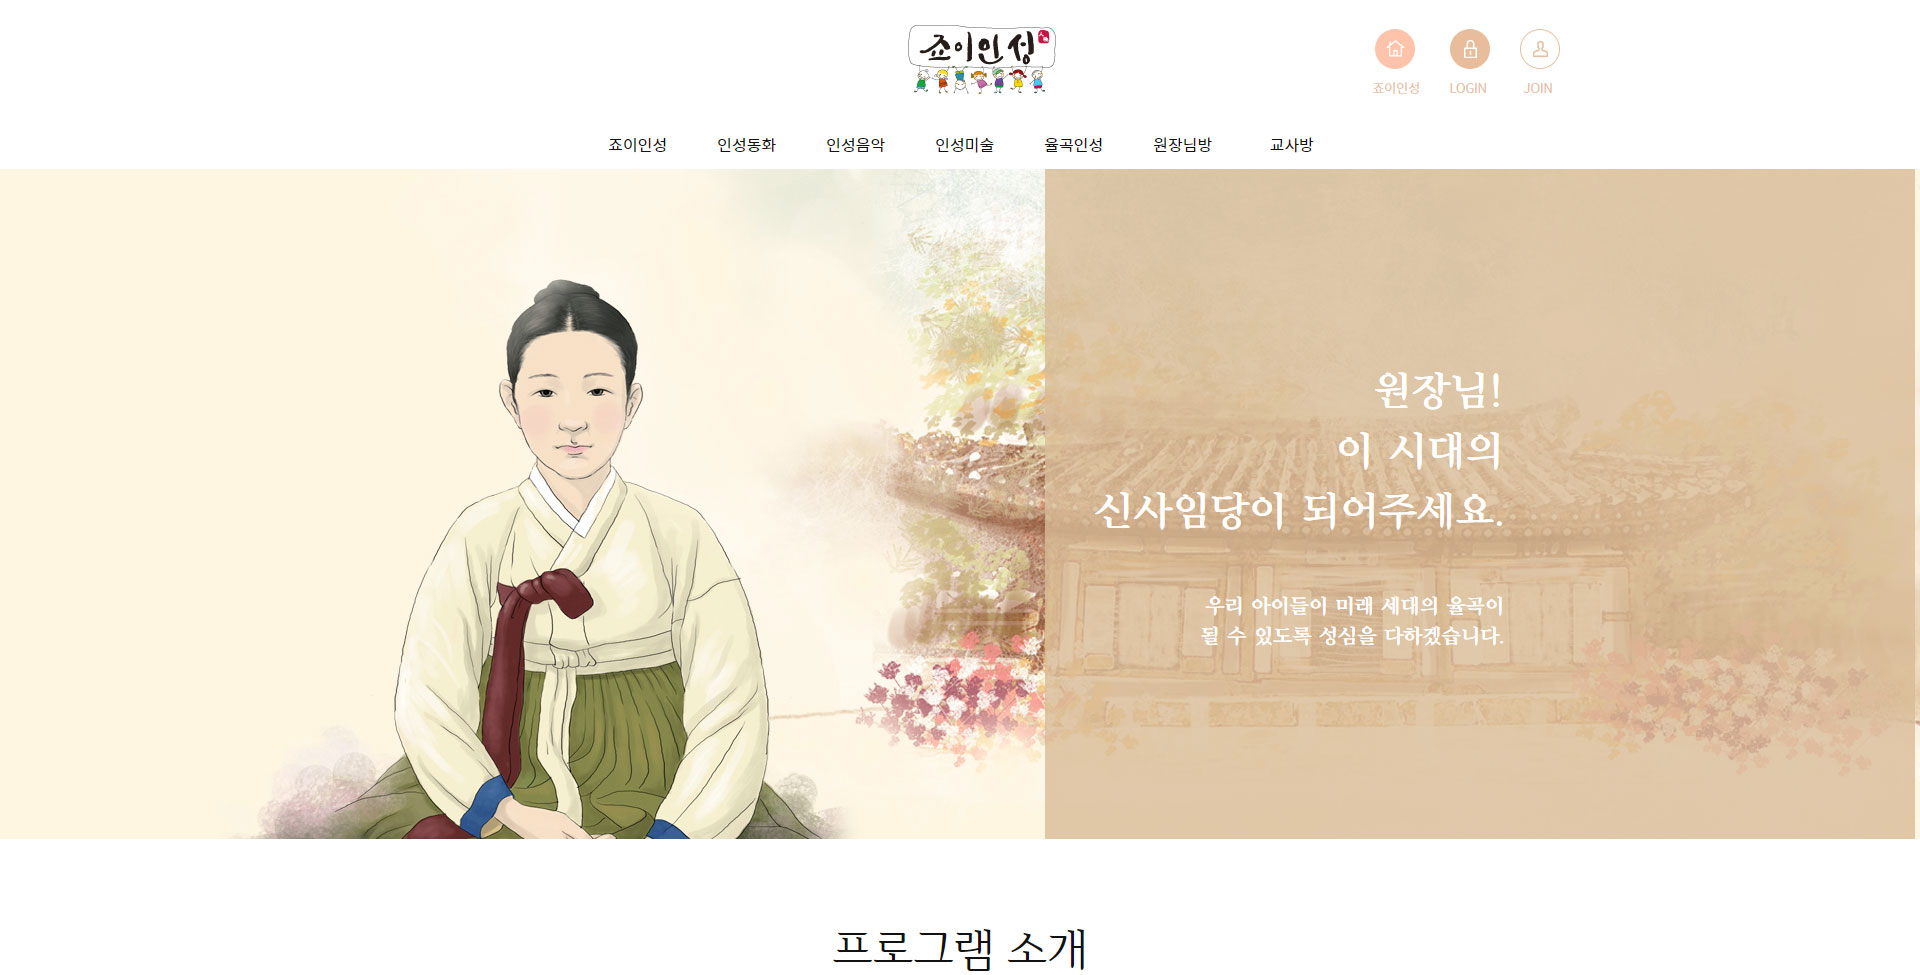 죠이인성
죠이인성
LOGIN
JOIN
죠이인성
인성동화
인성음악
인성미술
율곡인성
원장님방
교사방
원장님!
이 시대의
신사임당이 되어주세요.
우리 아이들이 미래 세대의 율곡이
될 수 있도록 성심을 다하겠습니다.
프로그램 소개